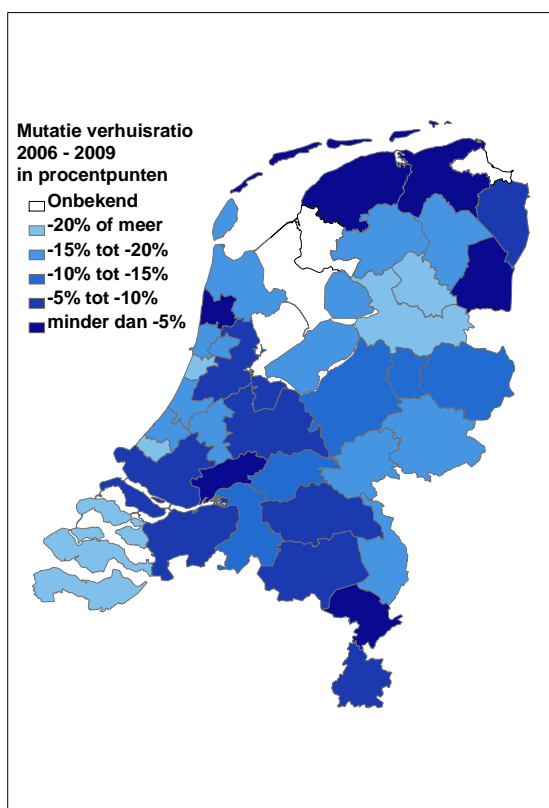 Mutatie verhuisratio
2006 - 2009
in procentpunten
Onbekend
-20% of meer
-15% tot -20%
-10% tot -15%
-5% tot -10%
minder dan -5%